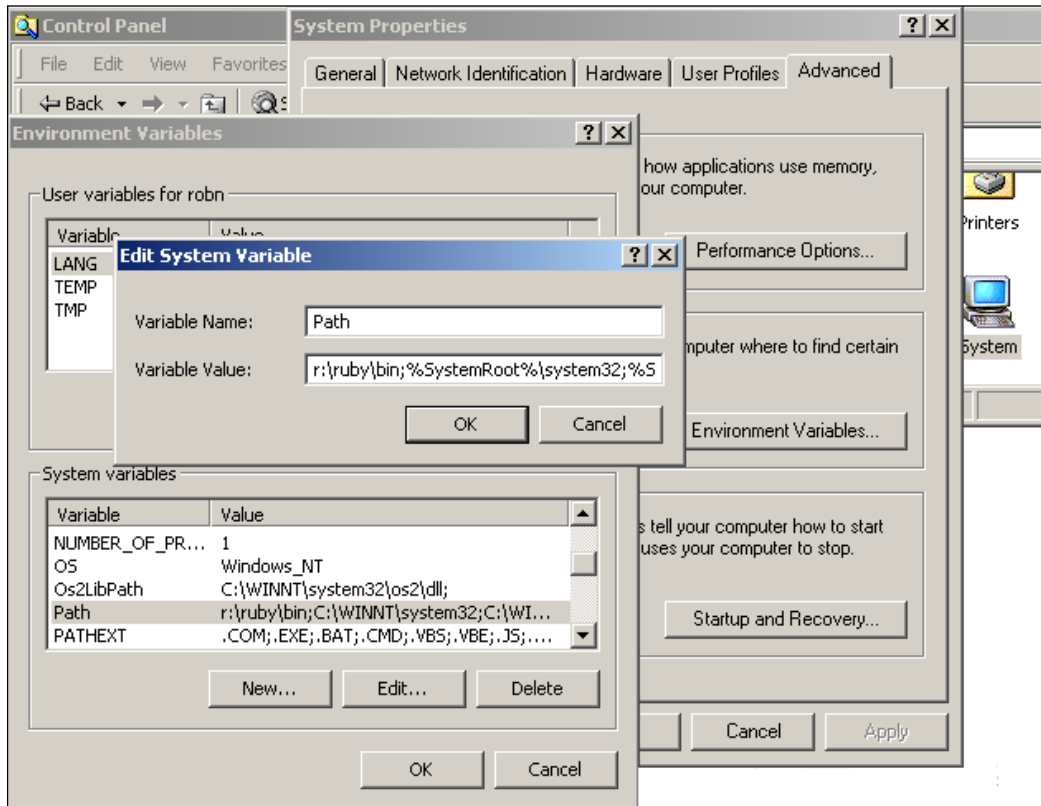 Control Panel
File Edit View Favorites
Back
System Properties
General Network Identification Hardware User Profiles Advanced
how applications use memory,
our computer.
Performance Options...
mputer where to find certain
Environment Variables...
s tell your computer how to start
uses your computer to stop.
Startup and Recovery...
Cancel Apply
Printers
System
Environment Variables
User variables for robn
Variable Value
LANG
TEMP
TMP
Edit System Variable
Variable Name: Path
Variable Value: r:\ruby\bin;%SystemRoot%\system32;%S
OK Cancel
System variables
Variable Value
NUMBER_OF_PR... 1
OS Windows_NT
Os2LibPath C:\WINNT\system32\os2\dll;
Path r:\ruby\bin;C:\WINNT\system32;C:\WI...
PATHEXT .COM;.EXE;.BAT;.CMD;.VBS;.VBE;.JS;....
New... Edit... Delete
OK Cancel